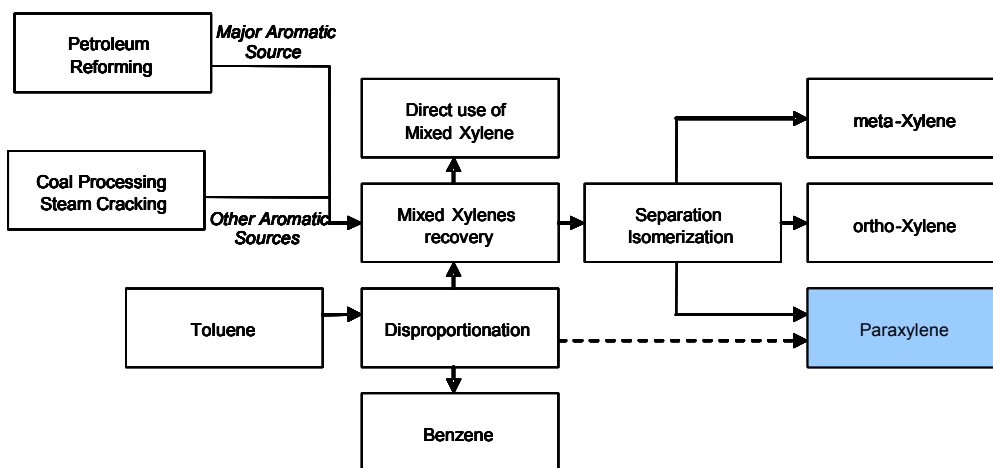 Petroleum
Reforming
Major Aromatic
Source
Direct use of
Mixed Xylene
meta-Xylene
Coal Processing
Steam Cracking
Other Aromatic
Sources
Mixed Xylenes
recovery
Separation
Isomerization
ortho-Xylene
Toluene
Disproportionation
Paraxylene
Benzene